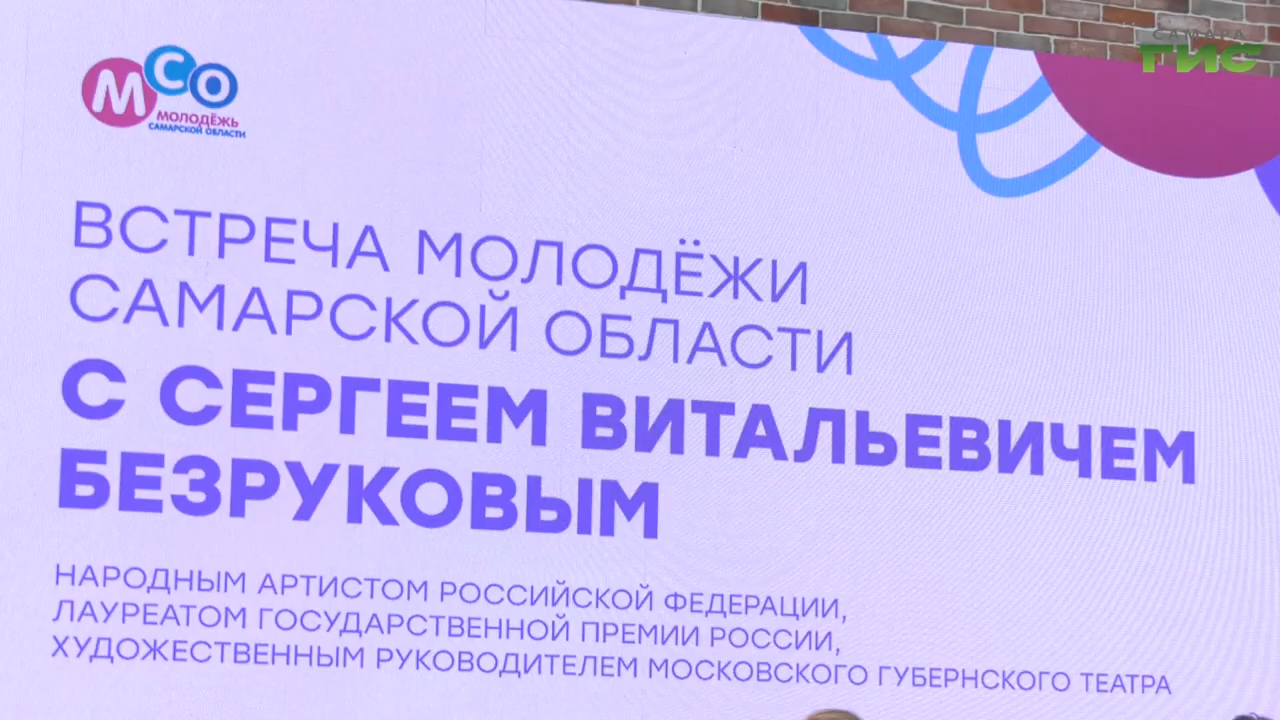 САМАРА
ГИС
МСО
МОЛОДЁЖЬ
САМАРСКОЙ ОБЛАСТИ
ВСТРЕЧА МОЛОДЁЖИ
САМАРСКОЙ ОБЛАСТИ
С СЕРГЕЕМ ВИТАЛЬЕВИЧЕМ
БЕЗРУКОВЫМ
НАРОДНЫМ АРТИСТОМ РОССИЙСКОЙ ФЕДЕРАЦИИ,
ЛАУРЕАТОМ ГОСУДАРСТВЕННОЙ ПРЕМИИ РОССИИ,
ХУДОЖЕСТВЕННЫМ РУКОВОДИТЕЛЕМ МОСКОВСКОГО ГУБЕРНСКОГО ТЕАТРА